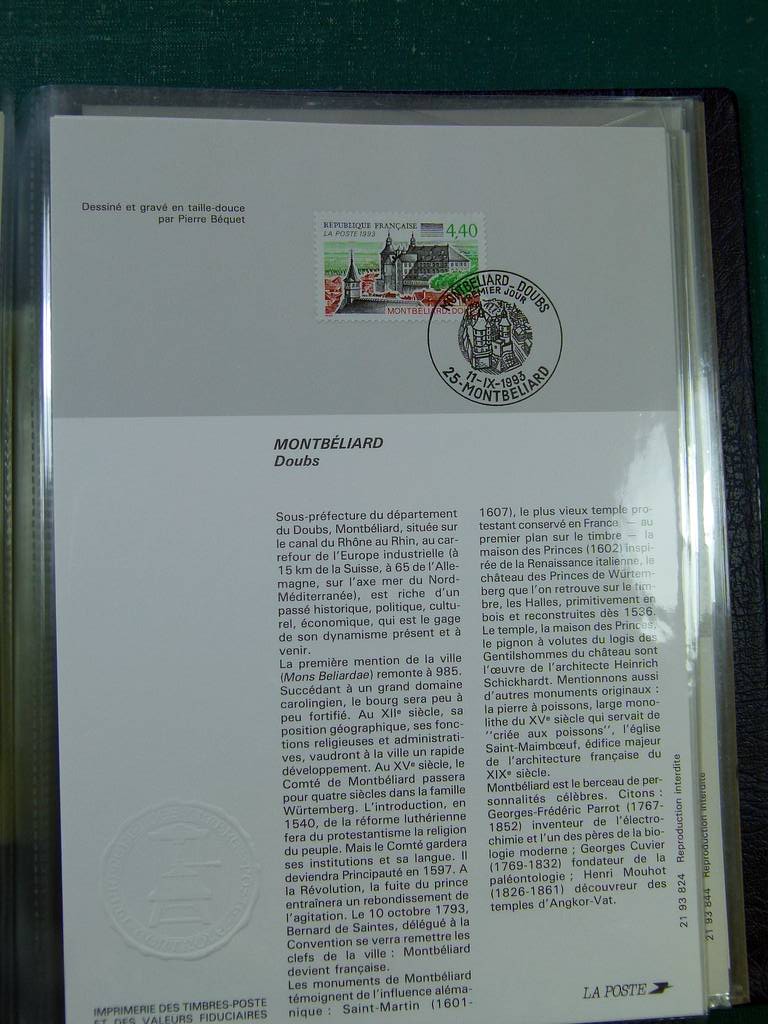 Dessiné et gravé en taille-douce
par Pierre Béquet
RÉPUBLIQUE FRANÇAISE
LA POSTE 1993
4,40
MONTBÉLIARD-DOU
MONTBELIARD-DOUBS
PREMIER JOUR
11-IX-1993
25-MONTBELIARD
MONTBÉLIARD
Doubs
Sous-préfecture du département
du Doubs, Montbéliard, située sur
le canal du Rhône au Rhin, au car-
refour de l'Europe industrielle (à
15 km de la Suisse, à 65 de l'Alle-
magne, sur l'axe mer du Nord-
Méditerranée), est riche d'un
passé historique, politique, cultu-
rel, économique, qui est le gage
de son dynamisme présent et à
venir.
La première mention de la ville
(Mons Beliardae) remonte à 985.
Succédant à un grand domaine
carolingien, le bourg sera peu à
peu fortifié. Au XIIe siècle, sa
position géographique, ses fonc-
tions religieuses et administrati-
ves, vaudront à la ville un rapide
développement. Au XVe siècle, le
Comté de Montbéliard passera
pour quatre siècles dans la famille
Würtemberg. L'introduction, en
1540, de la réforme luthérienne
fera du protestantisme la religion
du peuple. Mais le Comté gardera
ses institutions et sa langue. Il
deviendra Principauté en 1597. A
la Révolution, la fuite du prince
entraînera un rebondissement de
l'agitation. Le 10 octobre 1793,
Bernard de Saintes, délégué à la
Convention se verra remettre les
clefs de la ville : Montbéliard
devient française.
Les monuments de Montbéliard
témoignent de l'influence aléma-
nique : Saint-Martin (1601-
1607), le plus vieux temple pro-
testant conservé en France — au
premier plan sur le timbre — la
maison des Princes (1602) inspi-
rée de la Renaissance italienne, le
château des Princes de Würtem-
berg que l'on retrouve sur le tim-
bre, les Halles, primitivement en
bois et reconstruites dès 1536.
Le temple, la maison des Princes,
le pignon à volutes du logis des
Gentilshommes du château sont
l'œuvre de l'architecte Heinrich
Schickhardt. Mentionnons aussi
d'autres monuments originaux :
la pierre à poissons, large mono-
lithe du XVe siècle qui servait de
"criée aux poissons", l'église
Saint-Maimbœuf, édifice majeur
de l'architecture française du
XIXe siècle.
Montbéliard est le berceau de per-
sonnalités célèbres. Citons :
Georges-Frédéric Parrot (1767-
1852) inventeur de l'électro-
chimie et l'un des pères de la bio-
logie moderne ; Georges Cuvier
(1769-1832) fondateur de la
paléontologie ; Henri Mouhot
(1826-1861) découvreur des
temples d'Angkor-Vat.
21 93 824 Reproduction interdite
21 93 844 Reproduction interdite
IMPRIMERIE DES TIMBRES-POSTE
ET DES VALEURS FIDUCIAIRES
LA POSTE